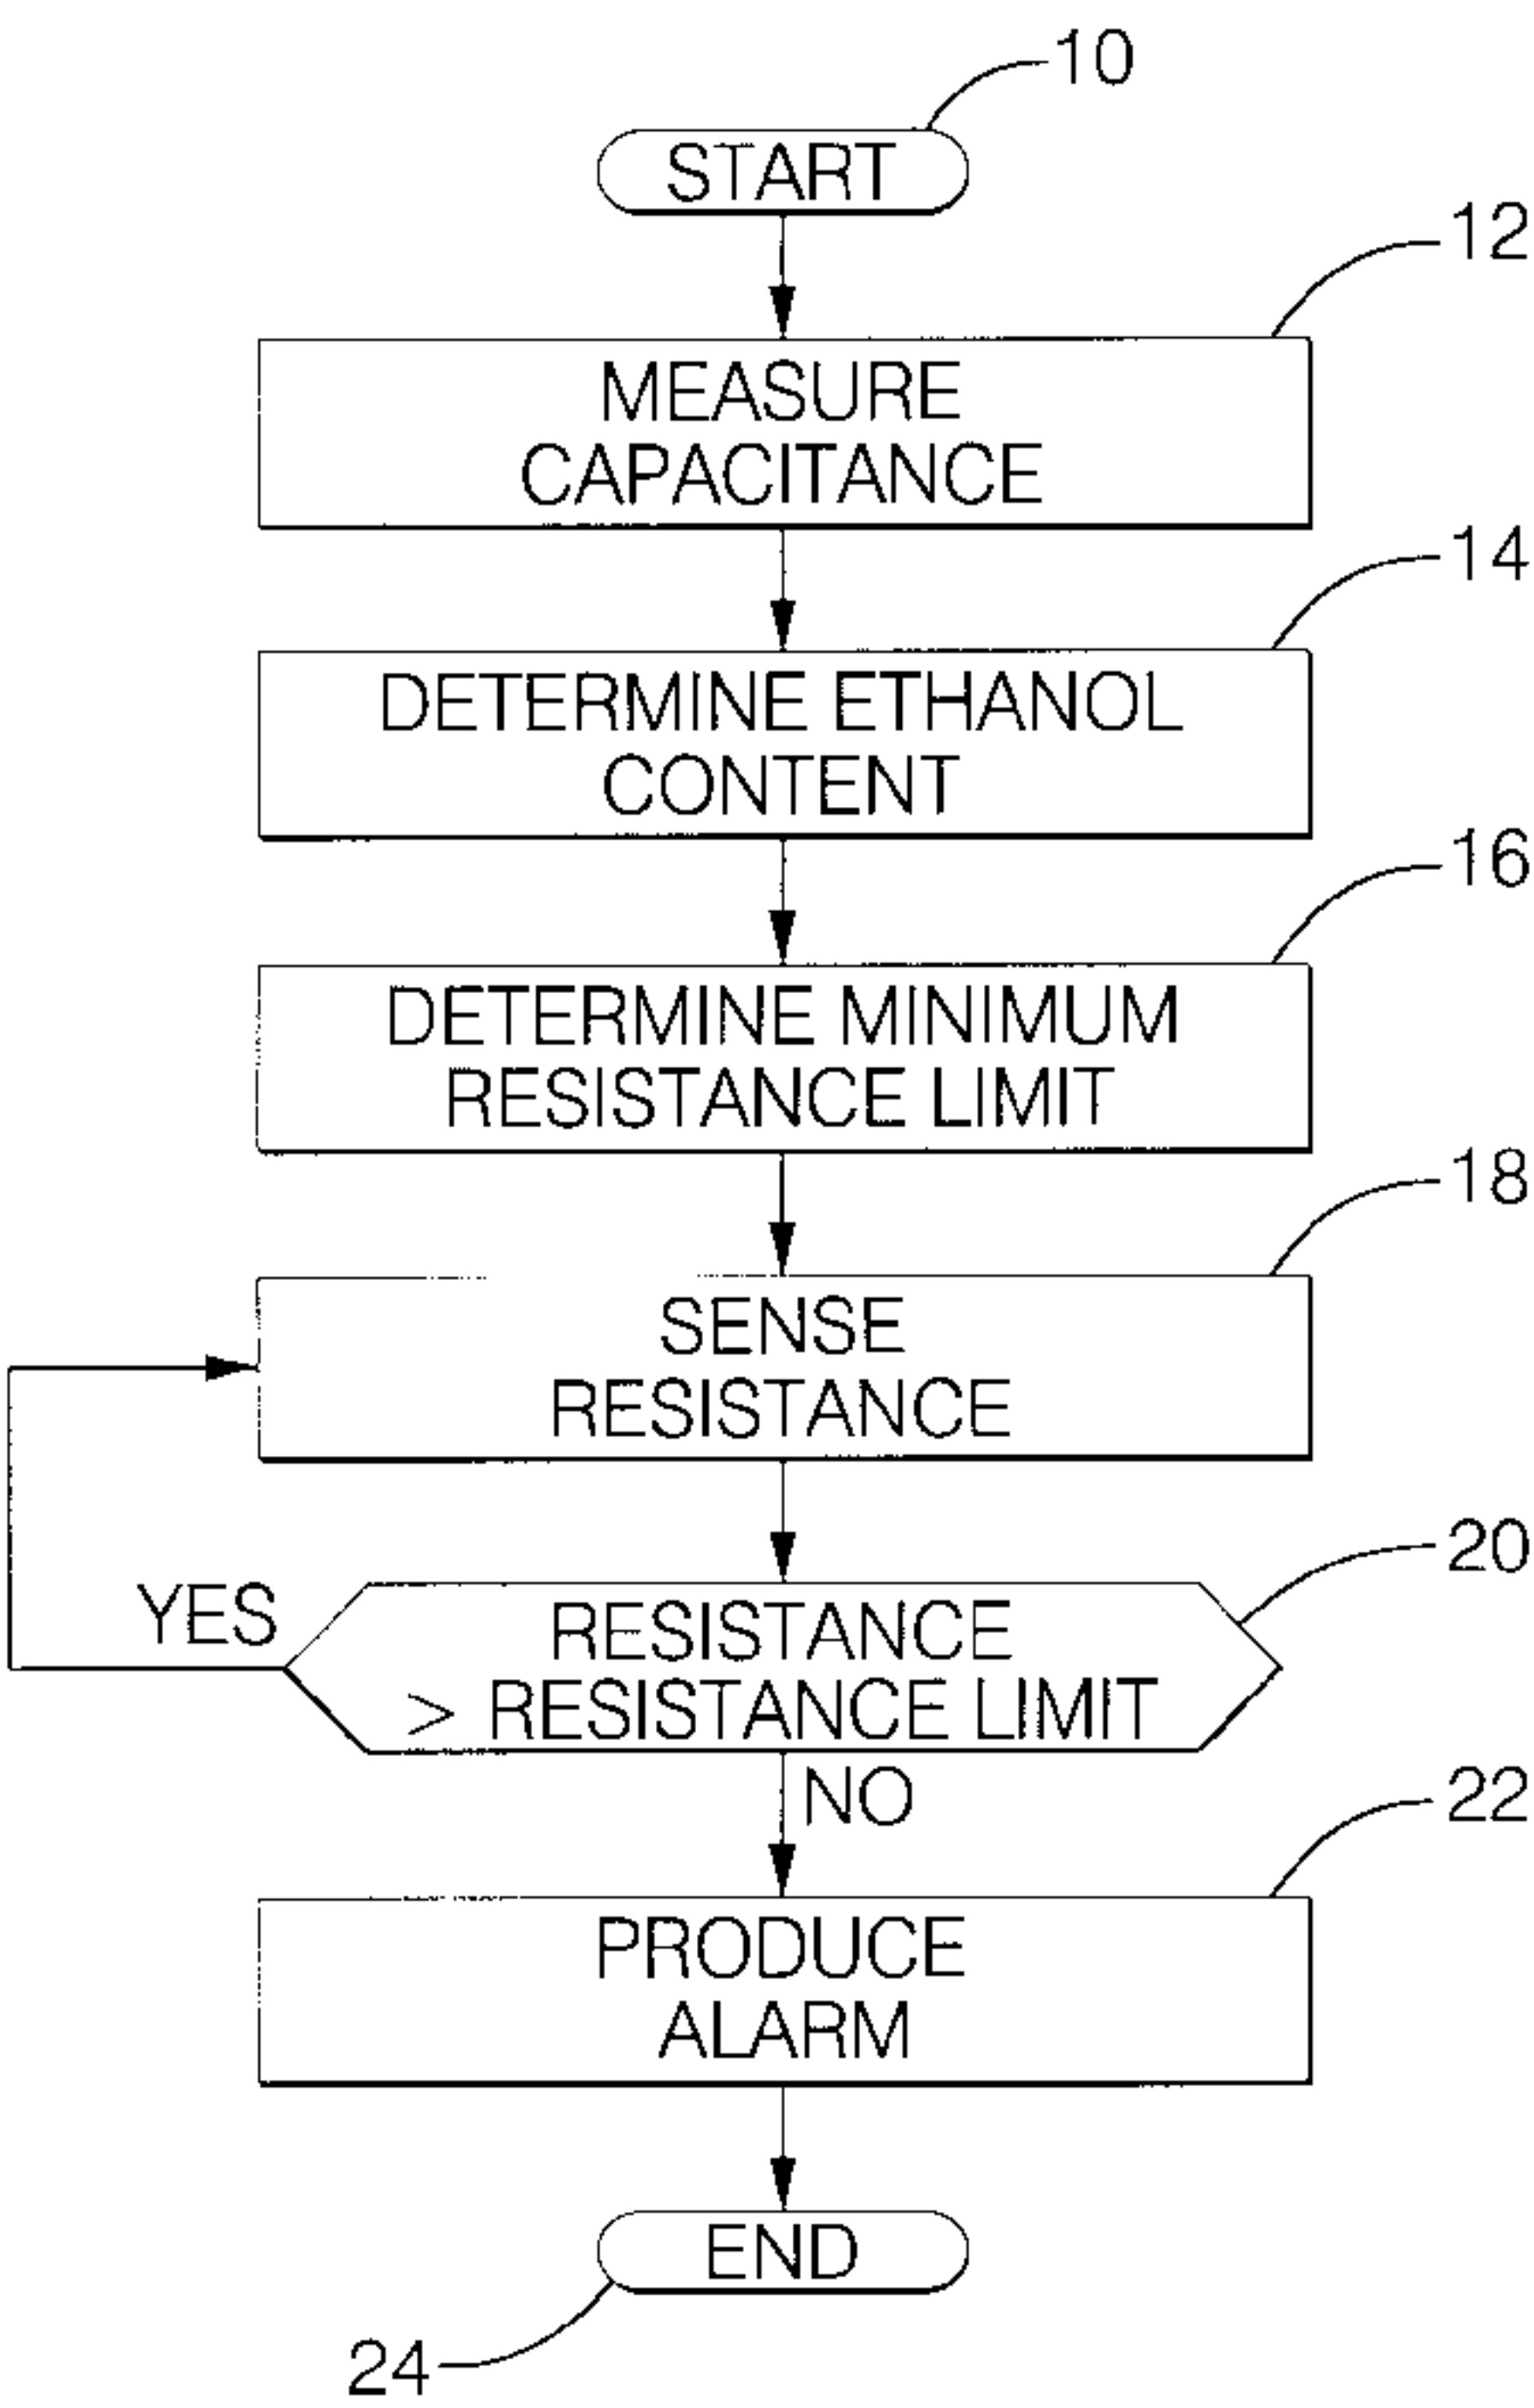 10
START
12
MEASURE
CAPACITANCE
14
DETERMINE ETHANOL
CONTENT
16
DETERMINE MINIMUM
RESISTANCE LIMIT
18
SENSE
RESISTANCE
20
YES
RESISTANCE
> RESISTANCE LIMIT
NO
22
PRODUCE
ALARM
END
24